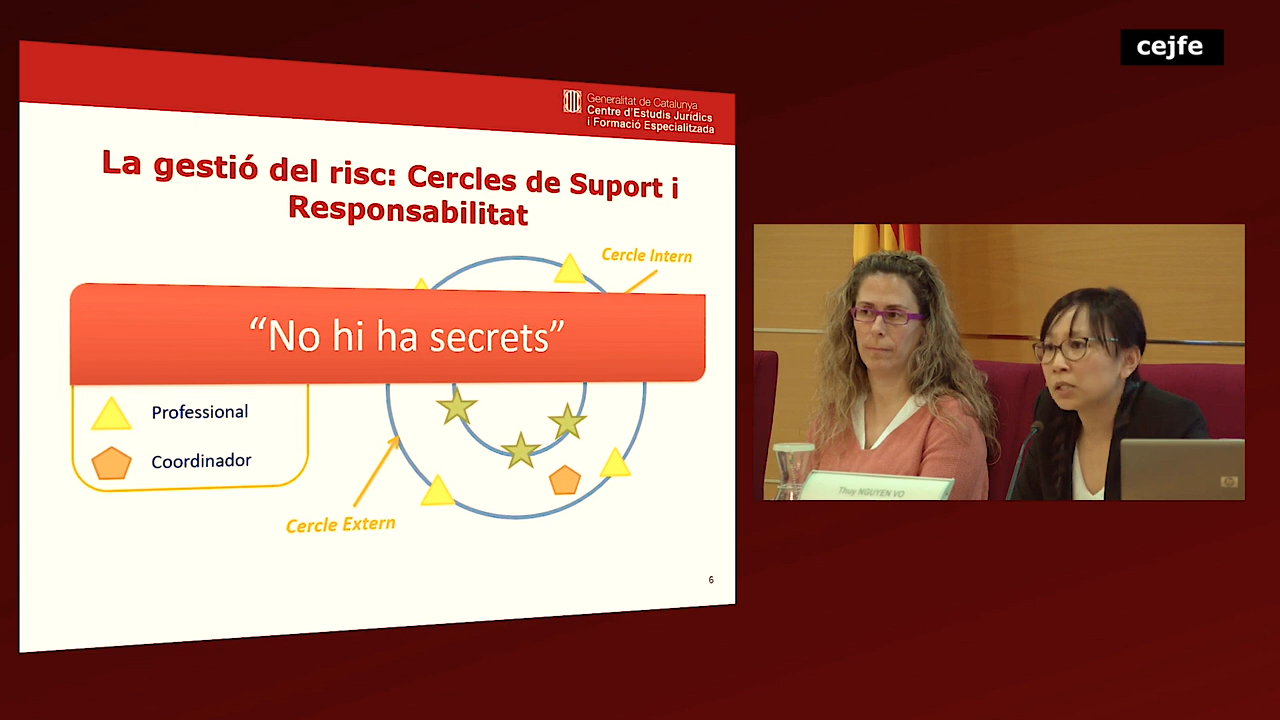 cejfe
Generalitat de Catalunya
Centre d'Estudis Jurídics
i Formació Especialitzada
La gestió del risc: Cercles de Suport i
Responsabilitat
Cercle Intern
“No hi ha secrets”
Professional
Coordinador
Cercle Extern
6
Thuy NGUYEN VO
hp